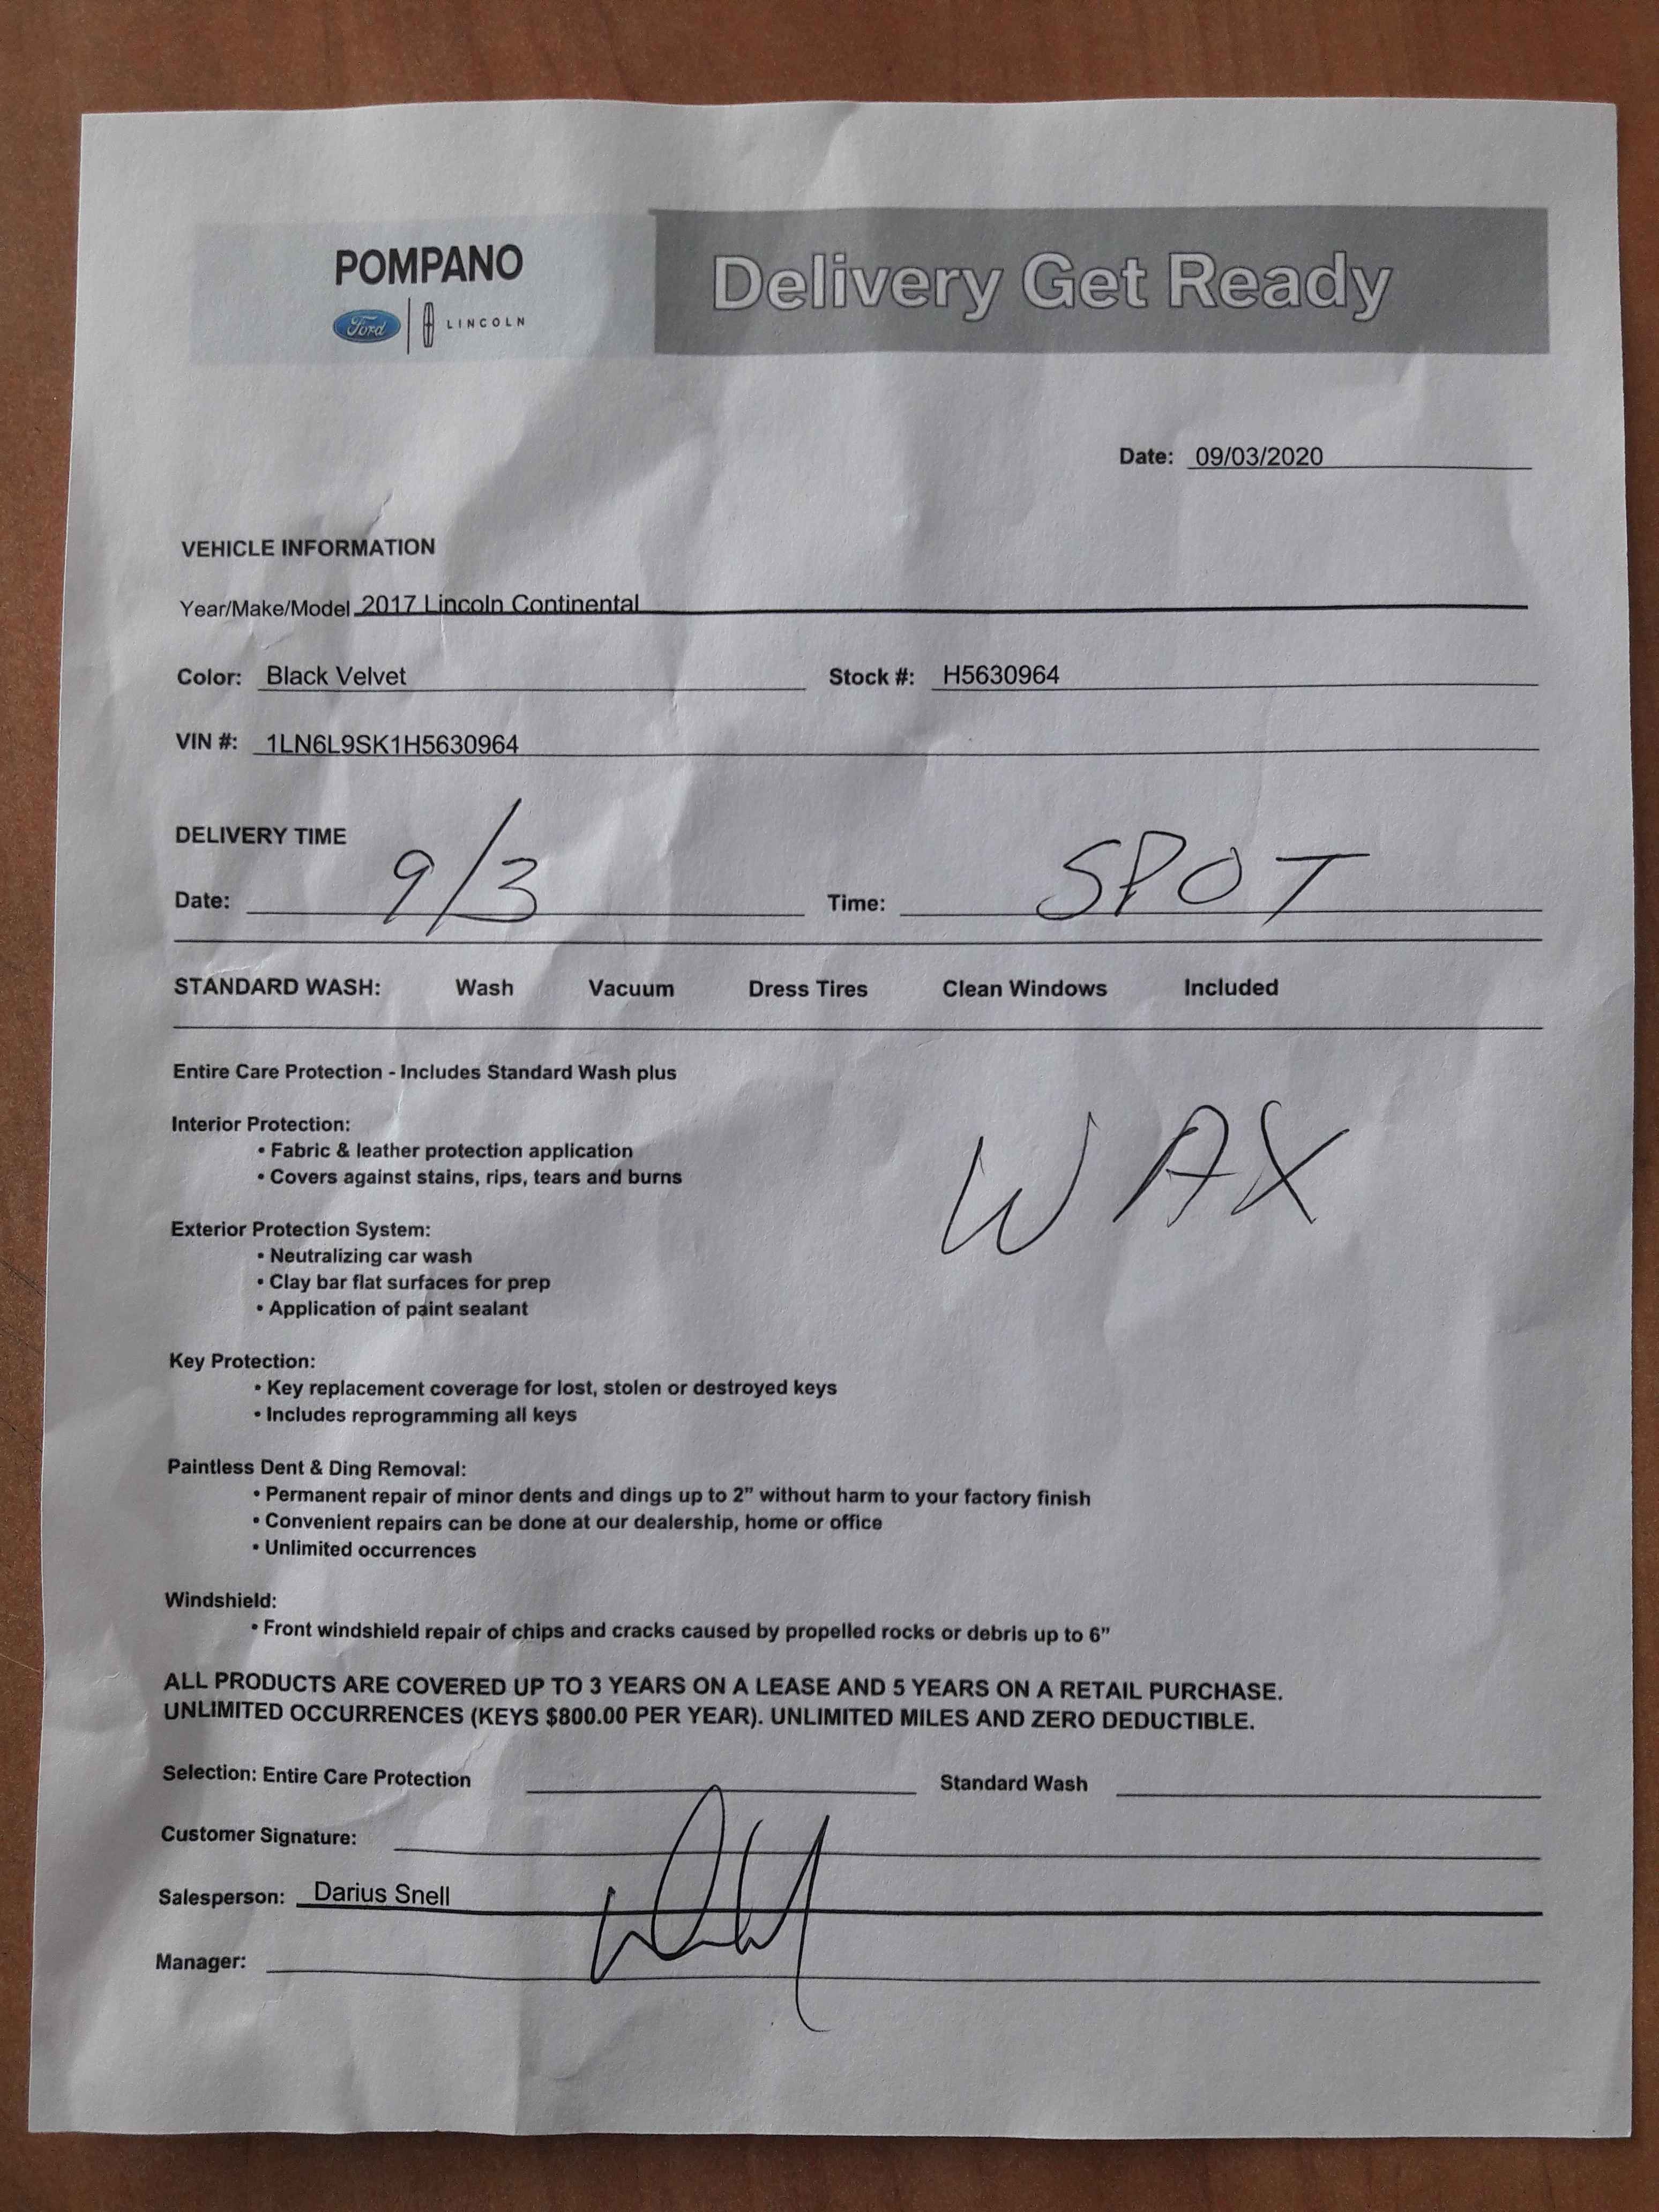 POMPANO
Ford | LINCOLN
Delivery Get Ready
Date: 09/03/2020
VEHICLE INFORMATION
Year/Make/Model 2017 Lincoln Continental
Color: Black Velvet Stock #: H5630964
VIN #: 1LN6L9SK1H5630964
DELIVERY TIME
Date: 9/3 Time: SPOT
STANDARD WASH: Wash Vacuum Dress Tires Clean Windows Included
Entire Care Protection - Includes Standard Wash plus
Interior Protection:
• Fabric & leather protection application
• Covers against stains, rips, tears and burns
WAX
Exterior Protection System:
• Neutralizing car wash
• Clay bar flat surfaces for prep
• Application of paint sealant
Key Protection:
• Key replacement coverage for lost, stolen or destroyed keys
• Includes reprogramming all keys
Paintless Dent & Ding Removal:
• Permanent repair of minor dents and dings up to 2” without harm to your factory finish
• Convenient repairs can be done at our dealership, home or office
• Unlimited occurrences
Windshield:
• Front windshield repair of chips and cracks caused by propelled rocks or debris up to 6”
ALL PRODUCTS ARE COVERED UP TO 3 YEARS ON A LEASE AND 5 YEARS ON A RETAIL PURCHASE.
UNLIMITED OCCURRENCES (KEYS $800.00 PER YEAR). UNLIMITED MILES AND ZERO DEDUCTIBLE.
Selection: Entire Care Protection Standard Wash
Customer Signature:
Salesperson: Darius Snell
Manager: